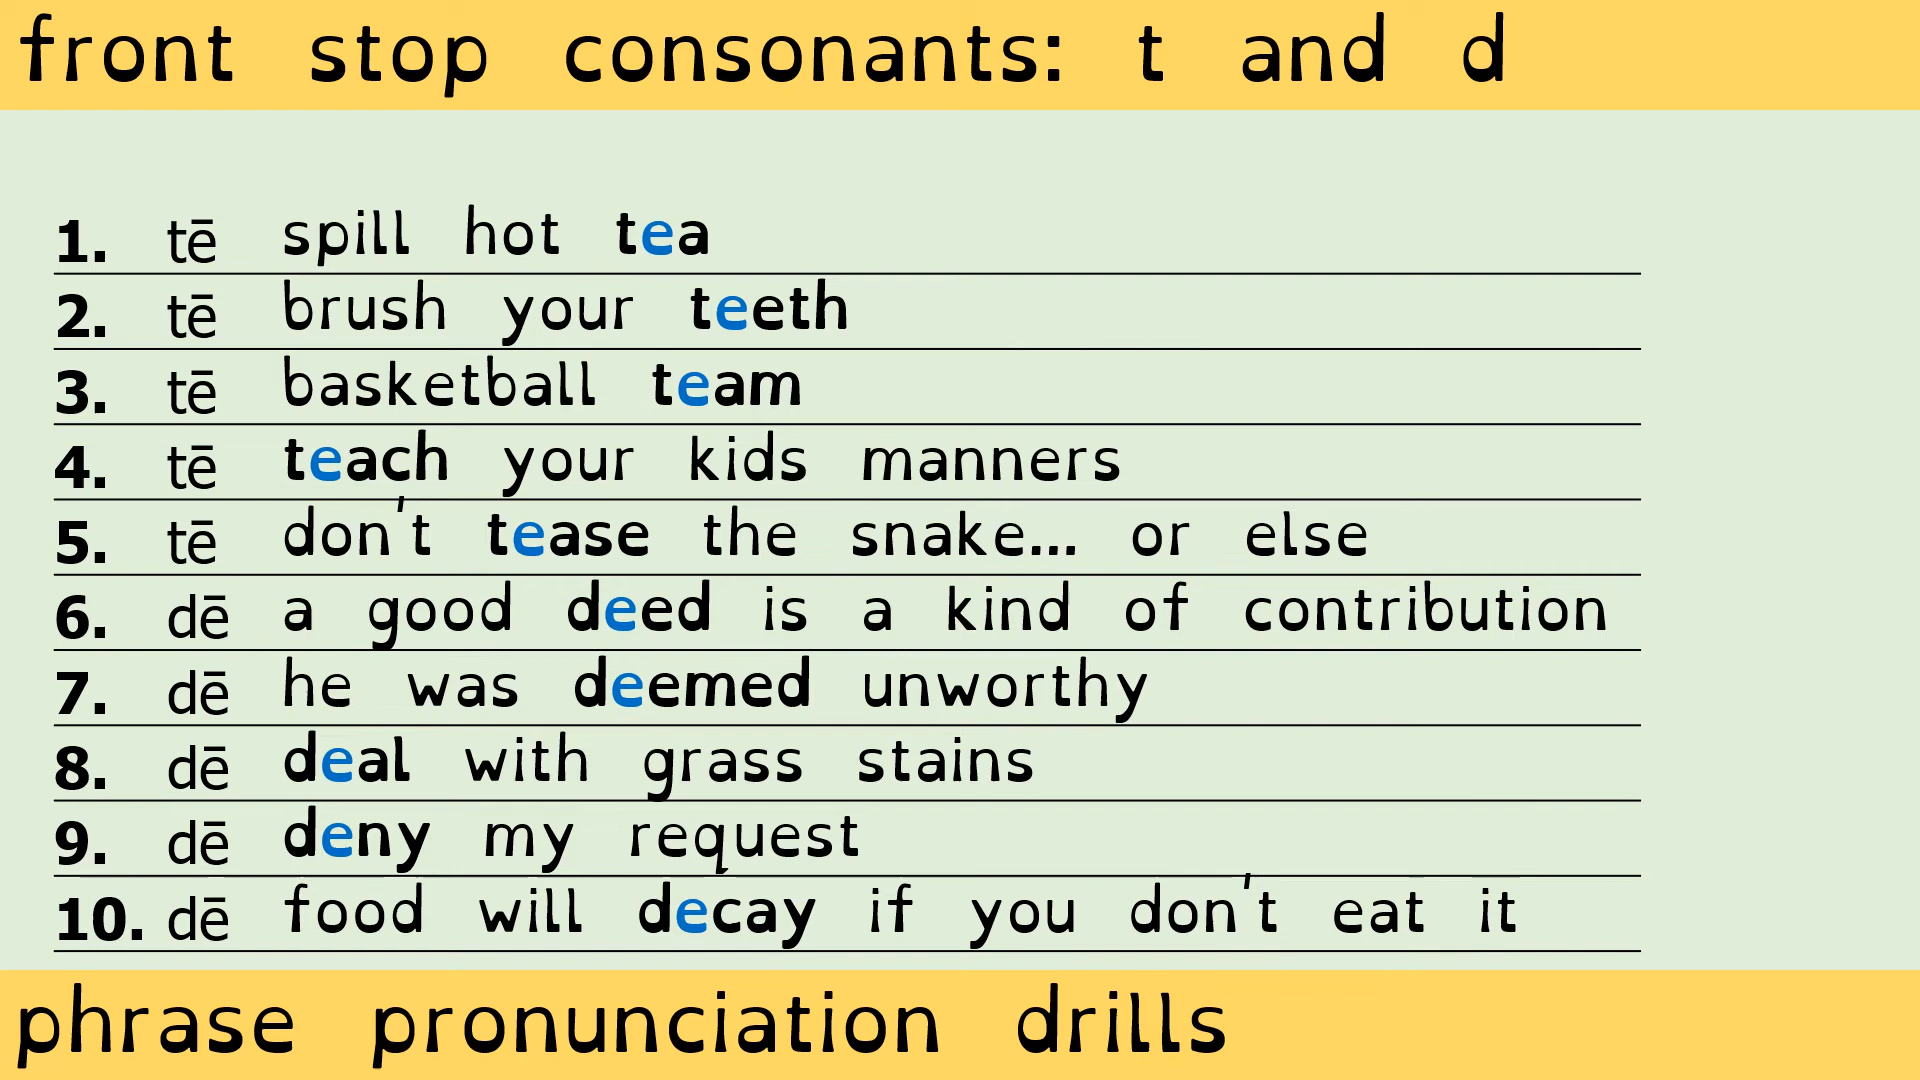 front stop consonants: t and d
1. tē spill hot tea
2. tē brush your teeth
3. tē basketball team
4. tē teach your kids manners
5. tē don't tease the snake... or else
6. dē a good deed is a kind of contribution
7. dē he was deemed unworthy
8. dē deal with grass stains
9. dē deny my request
10. dē food will decay if you don't eat it
phrase pronunciation drills